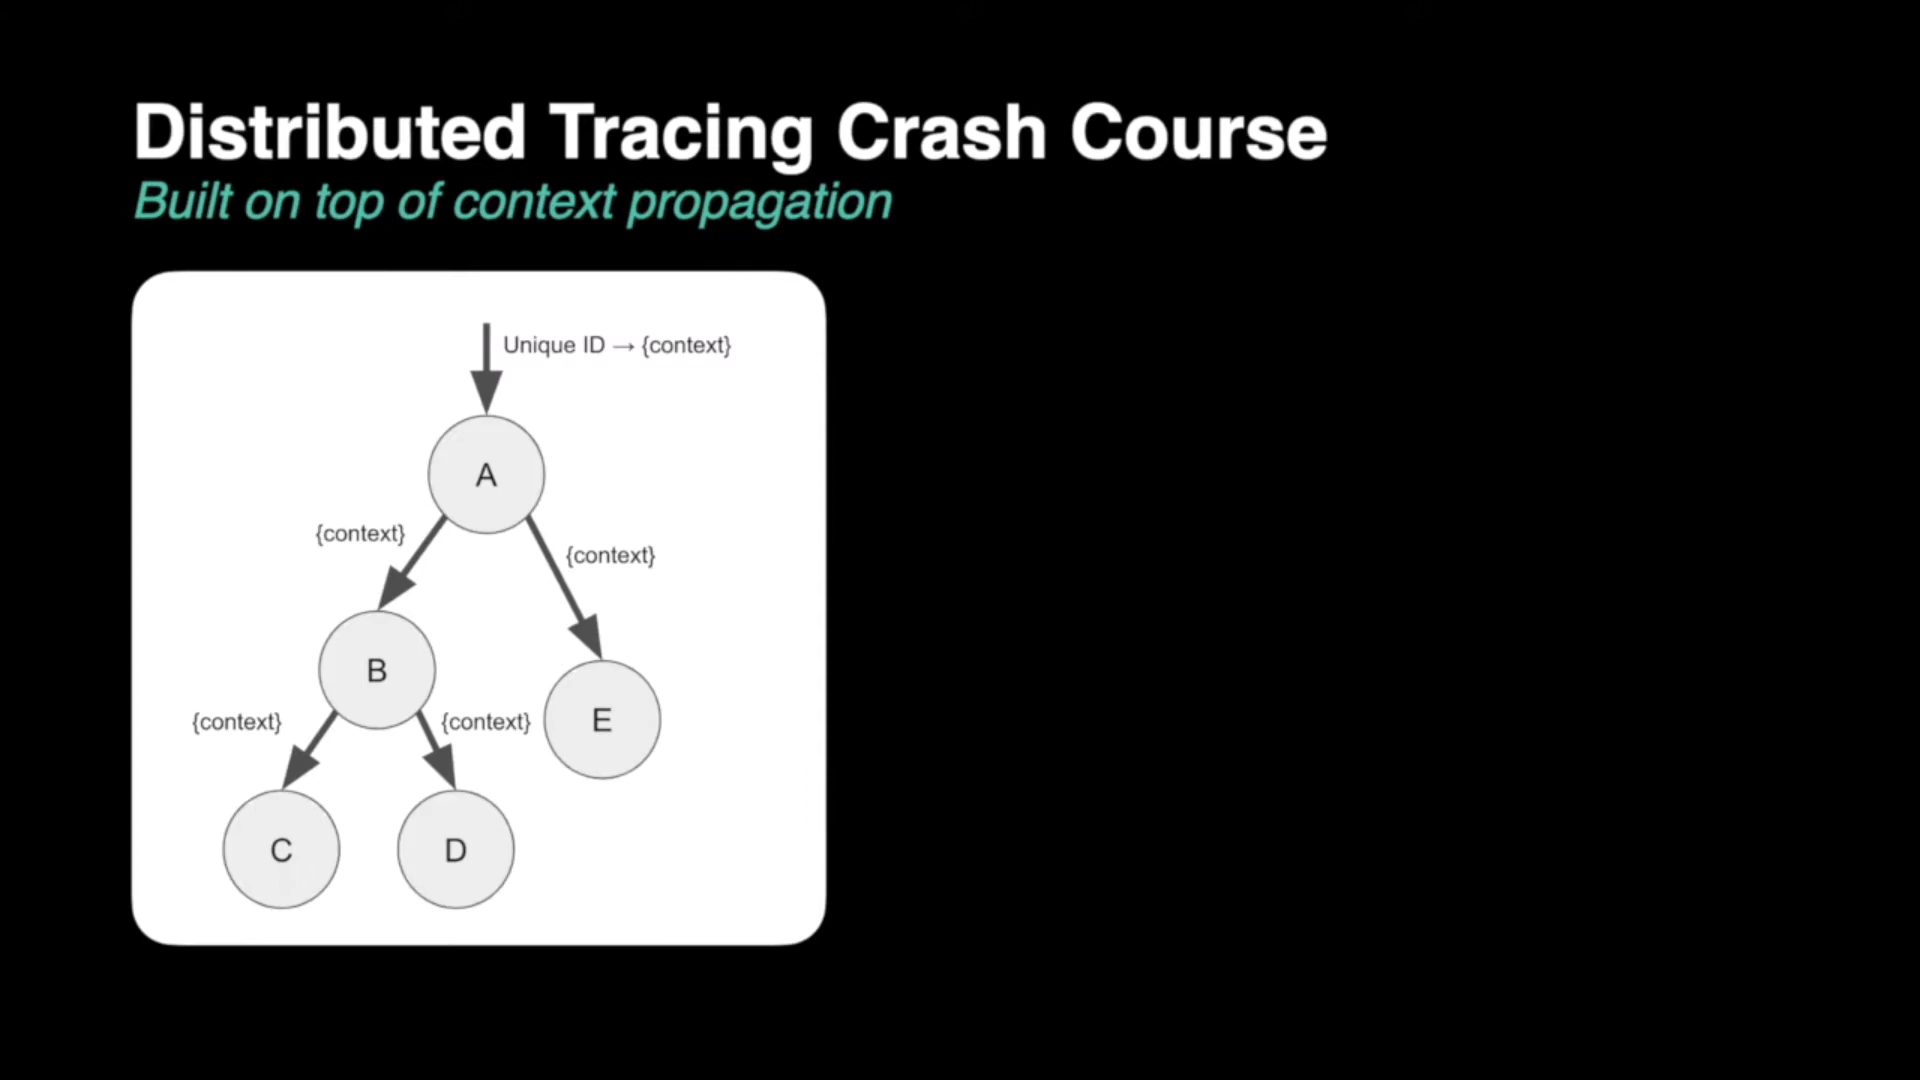 Distributed Tracing Crash Course
Built on top of context propagation
Unique ID → {context}
A
{context}
{context}
B
E
{context}
{context}
C
D